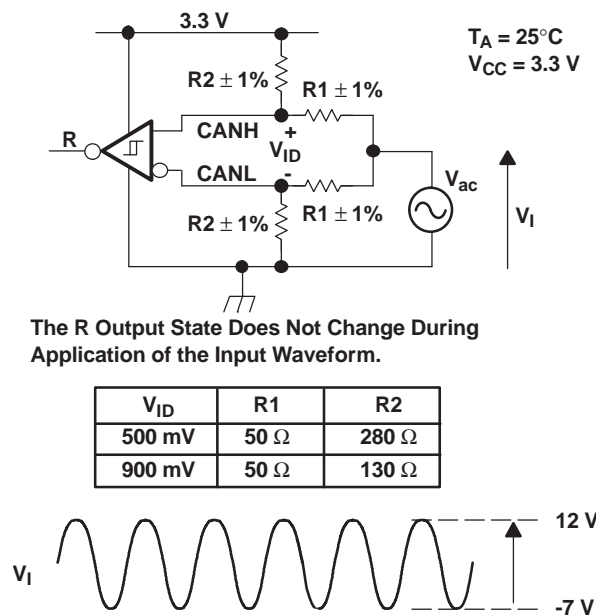 3.3 V
T_A = 25°C
V_CC = 3.3 V
R2 ± 1%
R1 ± 1%
R
CANH
+
V_ID
CANL
-
V_ac
V_I
R2 ± 1%
R1 ± 1%
The R Output State Does Not Change During
Application of the Input Waveform.
V_ID R1 R2
500 mV 50 Ω 280 Ω
900 mV 50 Ω 130 Ω
12 V
V_I
-7 V